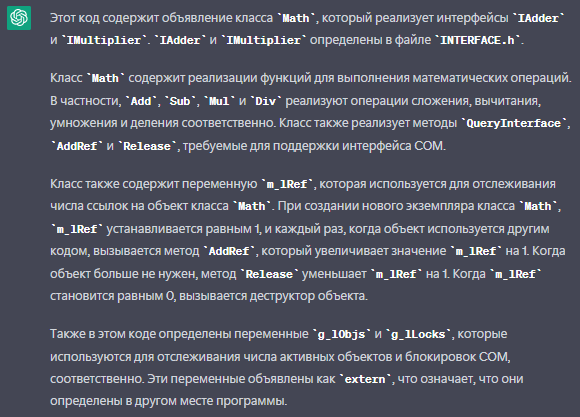 Этот код содержит объявление класса `Math`, который реализует интерфейсы `IAdder`
и `IMultiplier`. `IAdder` и `IMultiplier` определены в файле `INTERFACE.h`.
Класс `Math` содержит реализации функций для выполнения математических операций.
В частности, `Add`, `Sub`, `Mul` и `Div` реализуют операции сложения, вычитания,
умножения и деления соответственно. Класс также реализует методы `QueryInterface`,
`AddRef` и `Release`, требуемые для поддержки интерфейса COM.
Класс также содержит переменную `m_lRef`, которая используется для отслеживания
числа ссылок на объект класса `Math`. При создании нового экземпляра класса `Math`,
`m_lRef` устанавливается равным 1, и каждый раз, когда объект используется другим
кодом, вызывается метод `AddRef`, который увеличивает значение `m_lRef` на 1. Когда
объект больше не нужен, метод `Release` уменьшает `m_lRef` на 1. Когда `m_lRef`
становится равным 0, вызывается деструктор объекта.
Также в этом коде определены переменные `g_lObjs` и `g_lLocks`, которые
используются для отслеживания числа активных объектов и блокировок COM,
соответственно. Эти переменные объявлены как `extern`, что означает, что они
определены в другом месте программы.